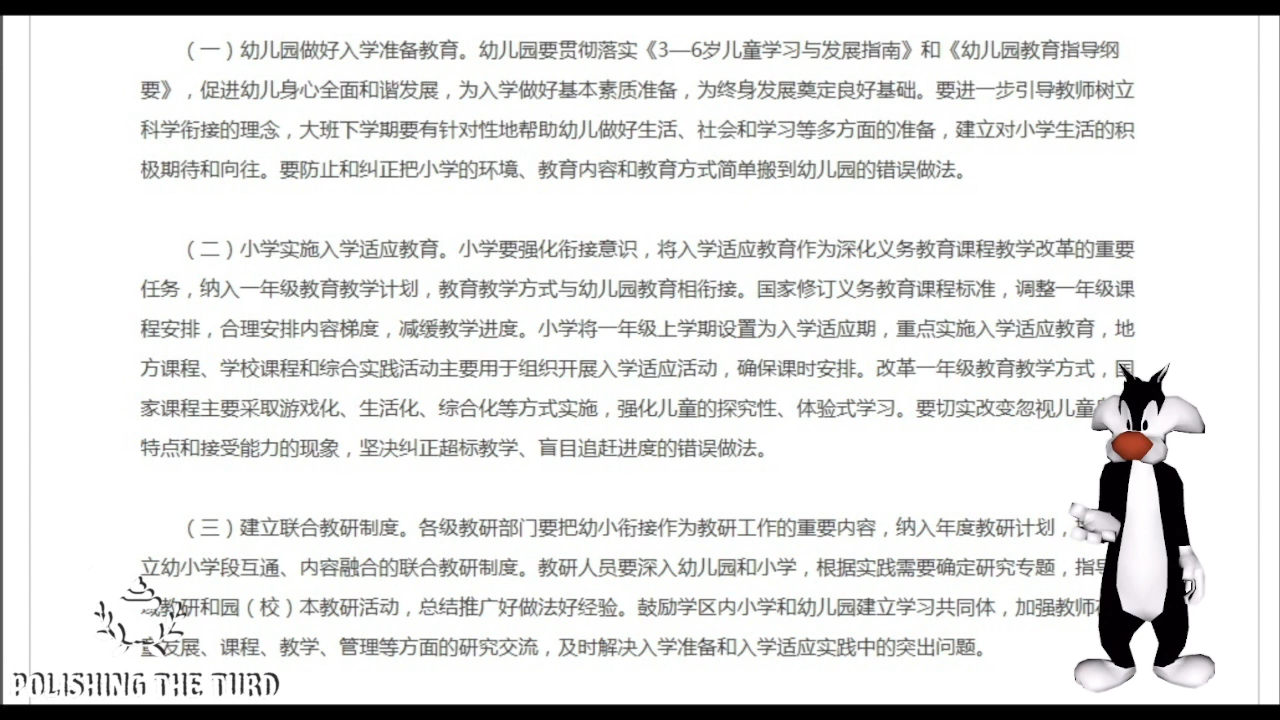 （一）幼儿园做好入学准备教育。幼儿园要贯彻落实《3—6岁儿童学习与发展指南》和《幼儿园教育指导纲
要》，促进幼儿身心全面和谐发展，为入学做好基本素质准备，为终身发展奠定良好基础。要进一步引导教师树立
科学衔接的理念，大班下学期要有针对性地帮助幼儿做好生活、社会和学习等多方面的准备，建立对小学生活的积
极期待和向往。要防止和纠正把小学的环境、教育内容和教育方式简单搬到幼儿园的错误做法。
（二）小学实施入学适应教育。小学要强化衔接意识，将入学适应教育作为深化义务教育课程教学改革的重要
任务，纳入一年级教育教学计划，教育教学方式与幼儿园教育相衔接。国家修订义务教育课程标准，调整一年级课
程安排，合理安排内容梯度，减缓教学进度。小学将一年级上学期设置为入学适应期，重点实施入学适应教育，地
方课程、学校课程和综合实践活动主要用于组织开展入学适应活动，确保课时安排。改革一年级教育教学方式，国
家课程主要采取游戏化、生活化、综合化等方式实施，强化儿童的探究性、体验式学习。要切实改变忽视儿童
特点和接受能力的现象，坚决纠正超标教学、盲目追赶进度的错误做法。
（三）建立联合教研制度。各级教研部门要把幼小衔接作为教研工作的重要内容，纳入年度教研计划，
立幼小学段互通、内容融合的联合教研制度。教研人员要深入幼儿园和小学，根据实践需要确定研究专题，指导
教研和园（校）本教研活动，总结推广好做法好经验。鼓励学区内小学和幼儿园建立学习共同体，加强教师在
发展、课程、教学、管理等方面的研究交流，及时解决入学准备和入学适应实践中的突出问题。
POLISHING THE TURD